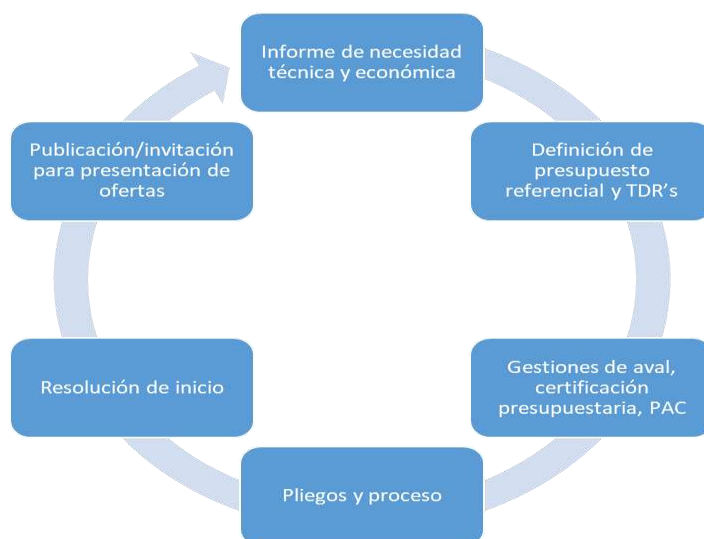 Informe de necesidad
técnica y económica
Definición de
presupuesto
referencial y TDR’s
Gestiones de aval,
certificación
presupuestaria, PAC
Pliegos y proceso
Resolución de inicio
Publicación/invitación
para presentación de
ofertas